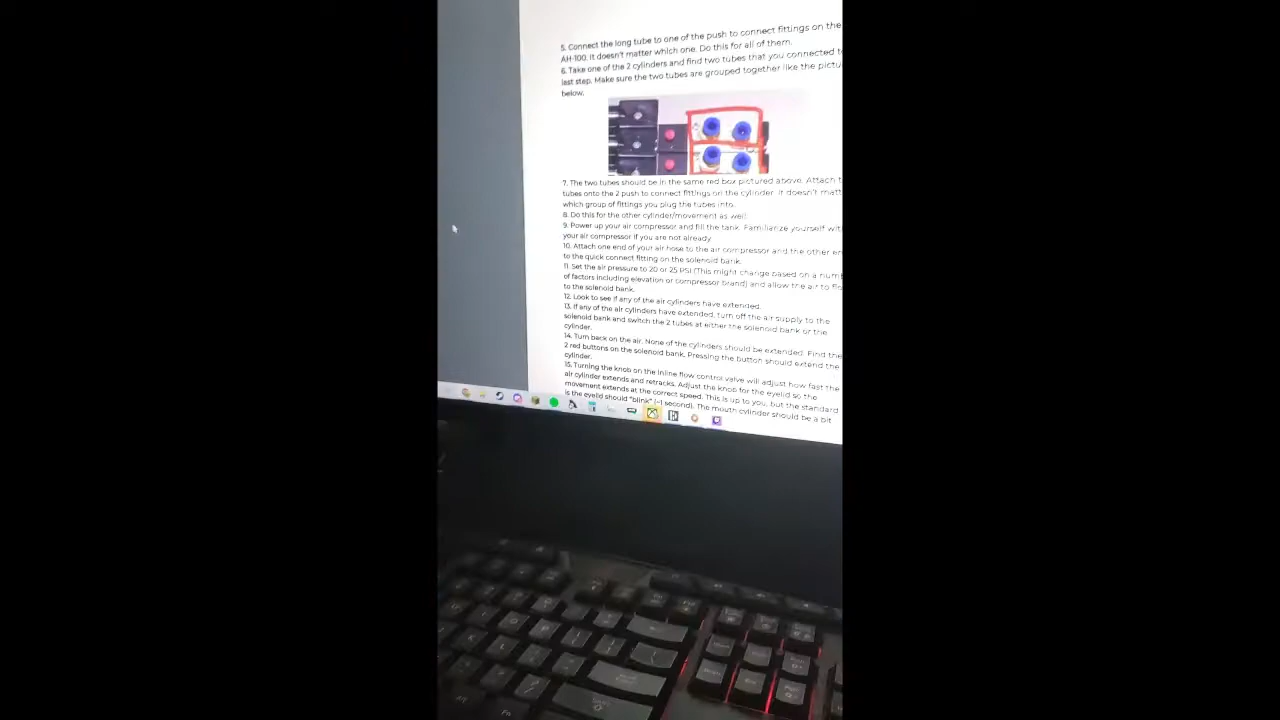 5. Connect the long tube to one of the push to connect fittings on the
AH-100. It doesn't matter which one. Do this for all of them.
6. Take one of the 2 cylinders and find two tubes that you connected
last step. Make sure the two tubes are grouped together like the
below.
7. The two tubes should be in the same red box pictured above. Attach
tubes onto the 2 push to connect fittings on the cylinder. It doesn't
which group of fittings you plug the tubes into.
8. Do this for the other cylinder/movement as well.
9. Power up your air compressor and fill the tank. Familiarize yourself
your air compressor if you are not already.
10. Attach one end of your air hose to the air compressor and the other
to the quick connect fitting on the solenoid bank.
11. Set the air pressure to 20 or 25 PSI (This might change based on a
of factors including elevation or compressor brand) and allow the air to
to the solenoid bank.
12. Look to see if any of the air cylinders have extended.
13. If any of the air cylinders have extended, turn off the air supply to the
solenoid bank and switch the 2 tubes at either the solenoid bank or the
cylinder.
14. Turn back on the air. None of the cylinders should be extended. Find the
2 red buttons on the solenoid bank. Pressing the button should extend the
cylinder.
15. Turning the knob on the inline flow control valve will adjust how fast the
air cylinder extends and retracks. Adjust the knob for the eyelid so the
movement extends at the correct speed. This is up to you, but the standard
is the eyelid should "blink" (~1 second). The mouth cylinder should be a bit